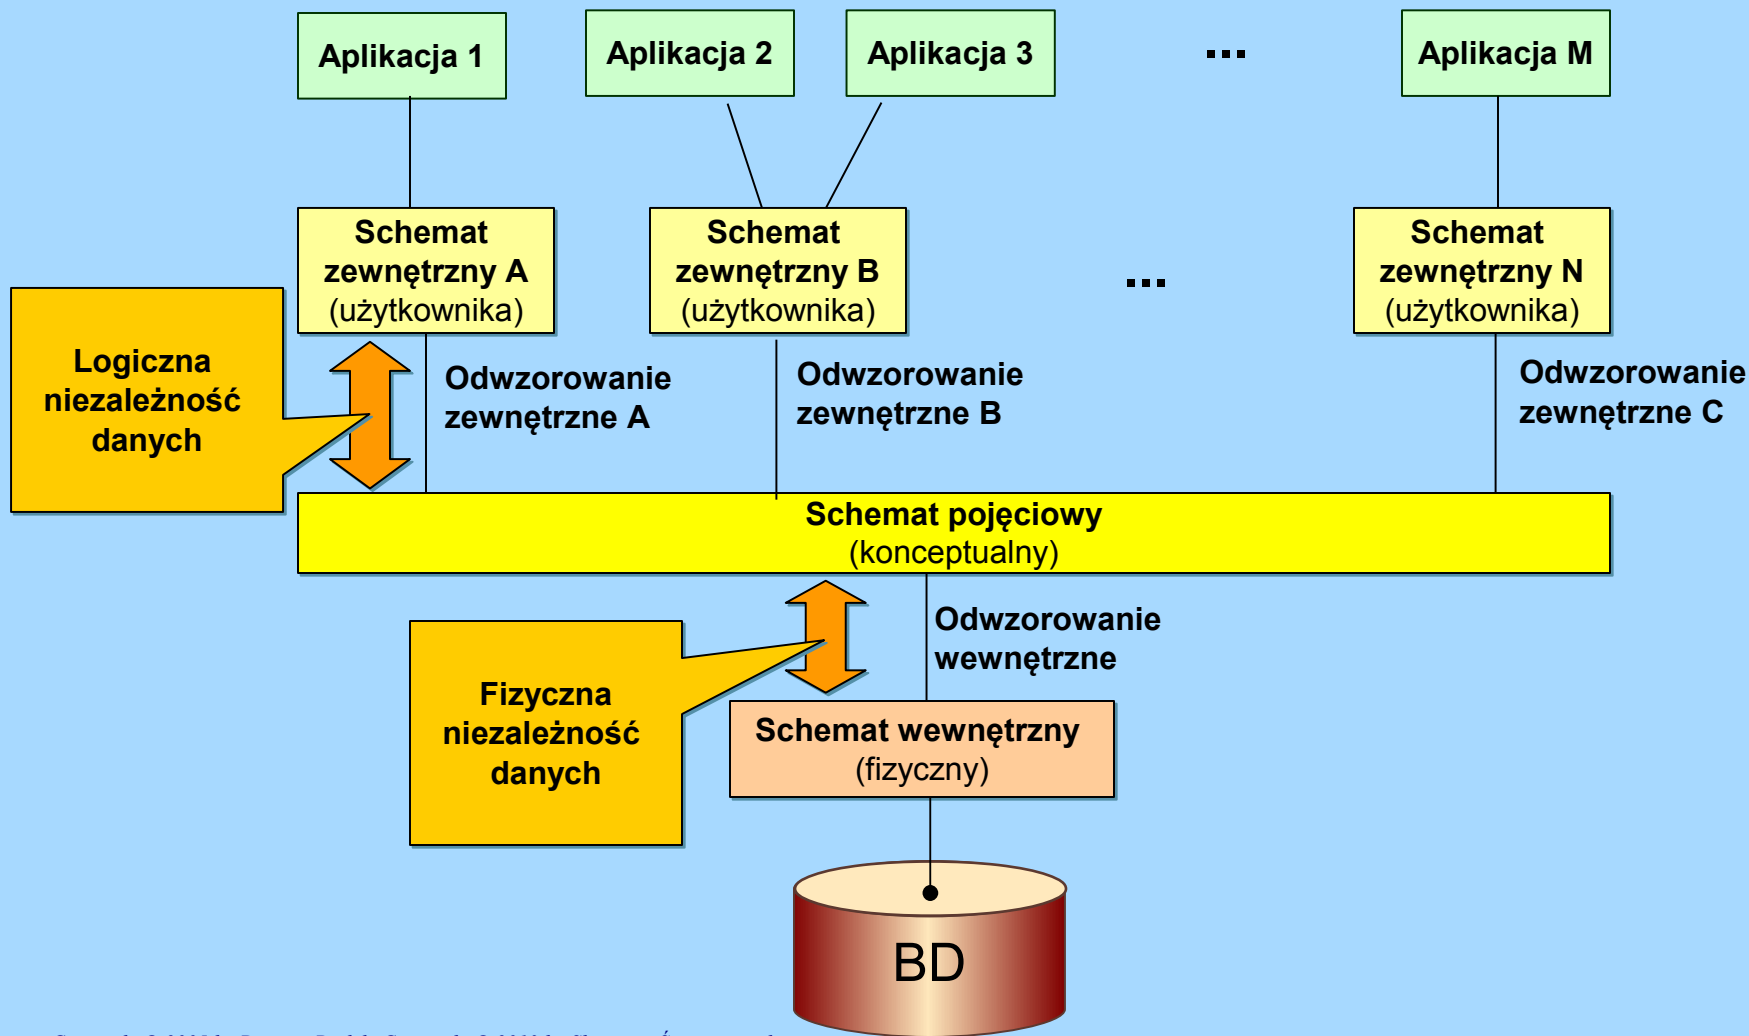 Aplikacja 1
Aplikacja 2
Aplikacja 3
...
Aplikacja M
Schemat
zewnętrzny A
(użytkownika)
Schemat
zewnętrzny B
(użytkownika)
...
Schemat
zewnętrzny N
(użytkownika)
Logiczna
niezależność
danych
Odwzorowanie
zewnętrzne A
Odwzorowanie
zewnętrzne B
Odwzorowanie
zewnętrzne C
Schemat pojęciowy
(konceptualny)
Odwzorowanie
wewnętrzne
Fizyczna
niezależność
danych
Schemat wewnętrzny
(fizyczny)
BD